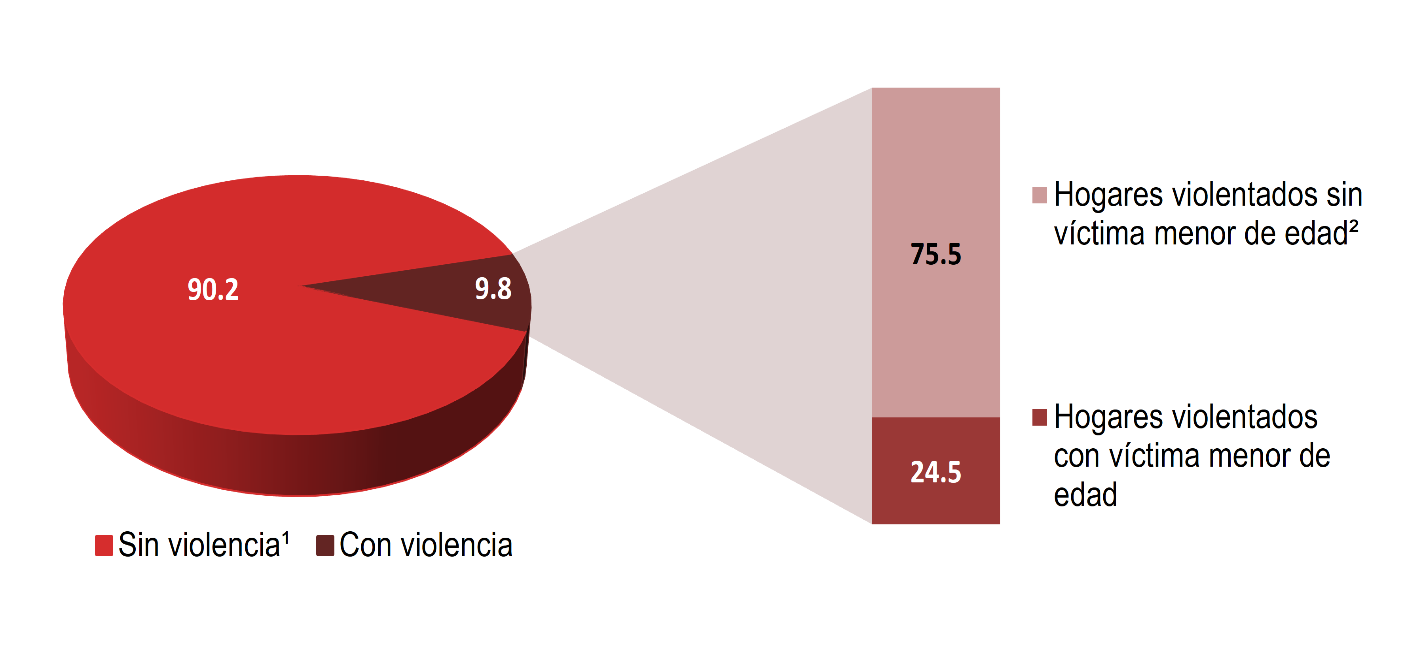 90.2
9.8
Sin violencia¹
Con violencia
75.5
24.5
Hogares violentados sin
víctima menor de edad²
Hogares violentados
con víctima menor de
edad